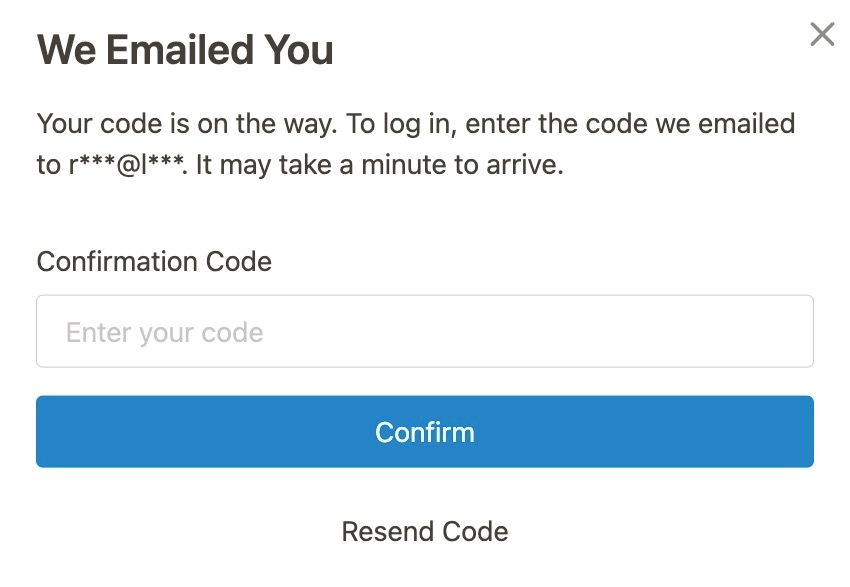 We Emailed You
Your code is on the way. To log in, enter the code we emailed
to r***@l***. It may take a minute to arrive.
Confirmation Code
Enter your code
Confirm
Resend Code